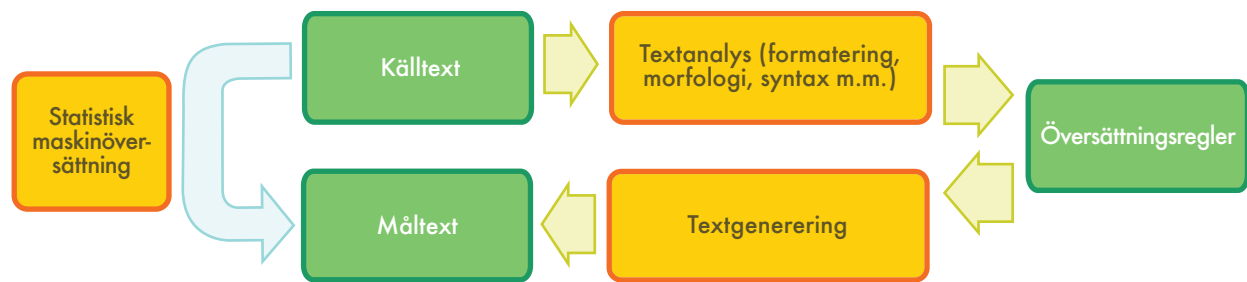 Statistisk
maskinöver-
sättning
Källtext
Textanalys (formatering,
morfologi, syntax m.m.)
Översättningsregler
Måltext
Textgenerering